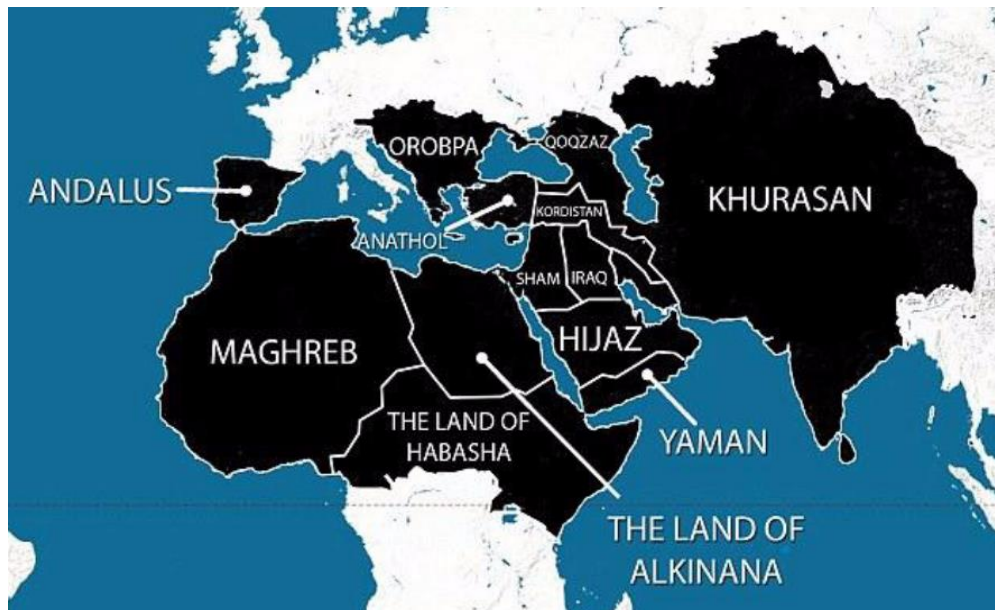 OROBPA
QOQZAZ
ANDALUS
KHURASAN
KORDISTAN
ANATHOL
SHAM
IRAQ
HIJAZ
MAGHREB
THE LAND OF
HABASHA
YAMAN
THE LAND OF
ALKINANA